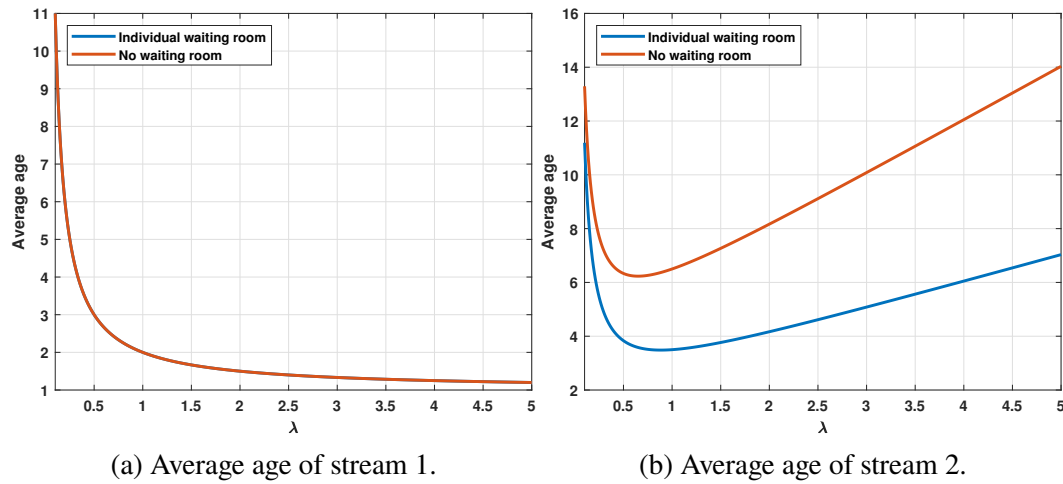 11
10
9
8
7
6
5
4
3
2
1
Average age
Individual waiting room
No waiting room
0.5 1 1.5 2 2.5 3 3.5 4 4.5 5
λ
(a) Average age of stream 1.
16
14
12
10
8
6
4
2
Average age
Individual waiting room
No waiting room
0.5 1 1.5 2 2.5 3 3.5 4 4.5 5
λ
(b) Average age of stream 2.